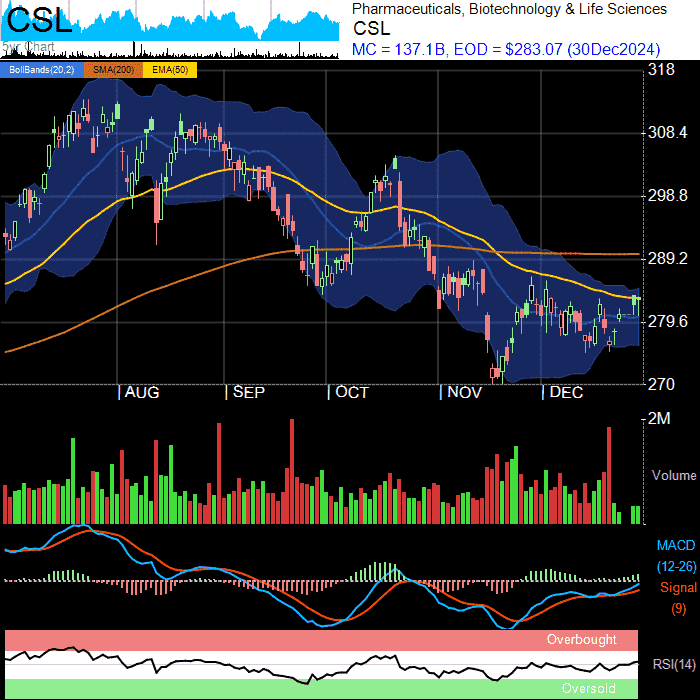 CSL
5yr Chart
Pharmaceuticals, Biotechnology & Life Sciences
CSL
MC = 137.1B, EOD = $283.07 (30Dec2024)
BollBands(20,2) SMA(200) EMA(50)
318
308.4
298.8
289.2
279.6
270
AUG SEP OCT NOV DEC
2M
Volume
MACD
(12-26)
Signal
(9)
Overbought
RSI(14)
Oversold